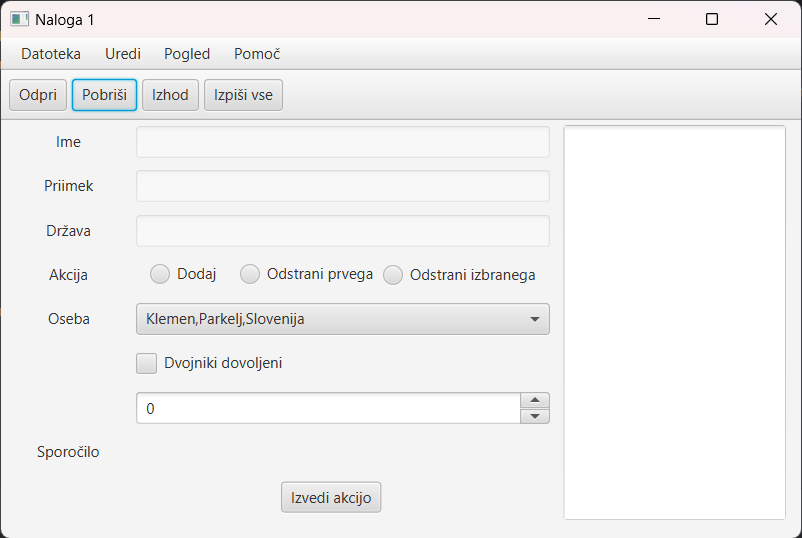 Naloga 1
Datoteka Uredi Pogled Pomoč
Odpri Pobriši Izhod Izpiši vse
Ime
Priimek
Država
Akcija Dodaj Odstrani prvega Odstrani izbranega
Oseba Klemen,Parkelj,Slovenija
Dvojniki dovoljeni
0
Sporočilo
Izvedi akcijo